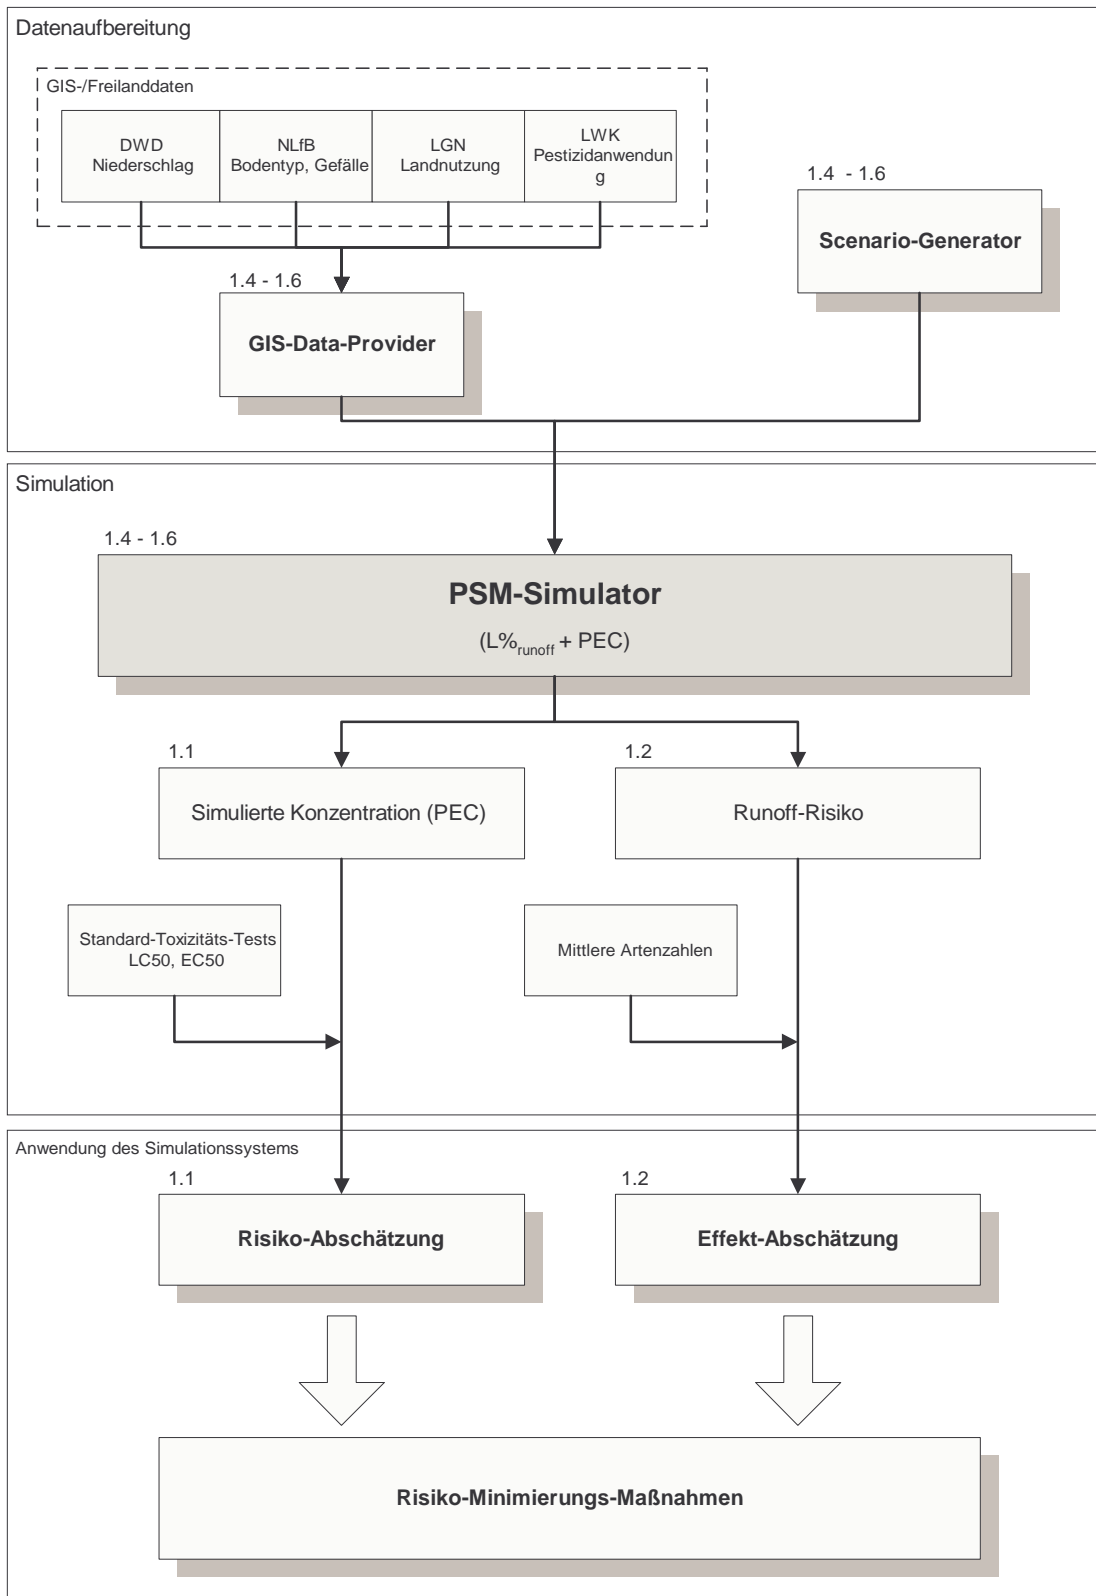 Datenaufbereitung
GIS-/Freilanddaten
DWD
Niederschlag
NLfB
Bodentyp, Gefälle
LGN
Landnutzung
LWK
Pestizidanwendun
g
1.4 - 1.6
Scenario-Generator
1.4 - 1.6
GIS-Data-Provider
Simulation
1.4 - 1.6
PSM-Simulator
(L%runoff + PEC)
1.1
Simulierte Konzentration (PEC)
1.2
Runoff-Risiko
Standard-Toxizitäts-Tests
LC50, EC50
Mittlere Artenzahlen
Anwendung des Simulationssystems
1.1
Risiko-Abschätzung
1.2
Effekt-Abschätzung
Risiko-Minimierungs-Maßnahmen